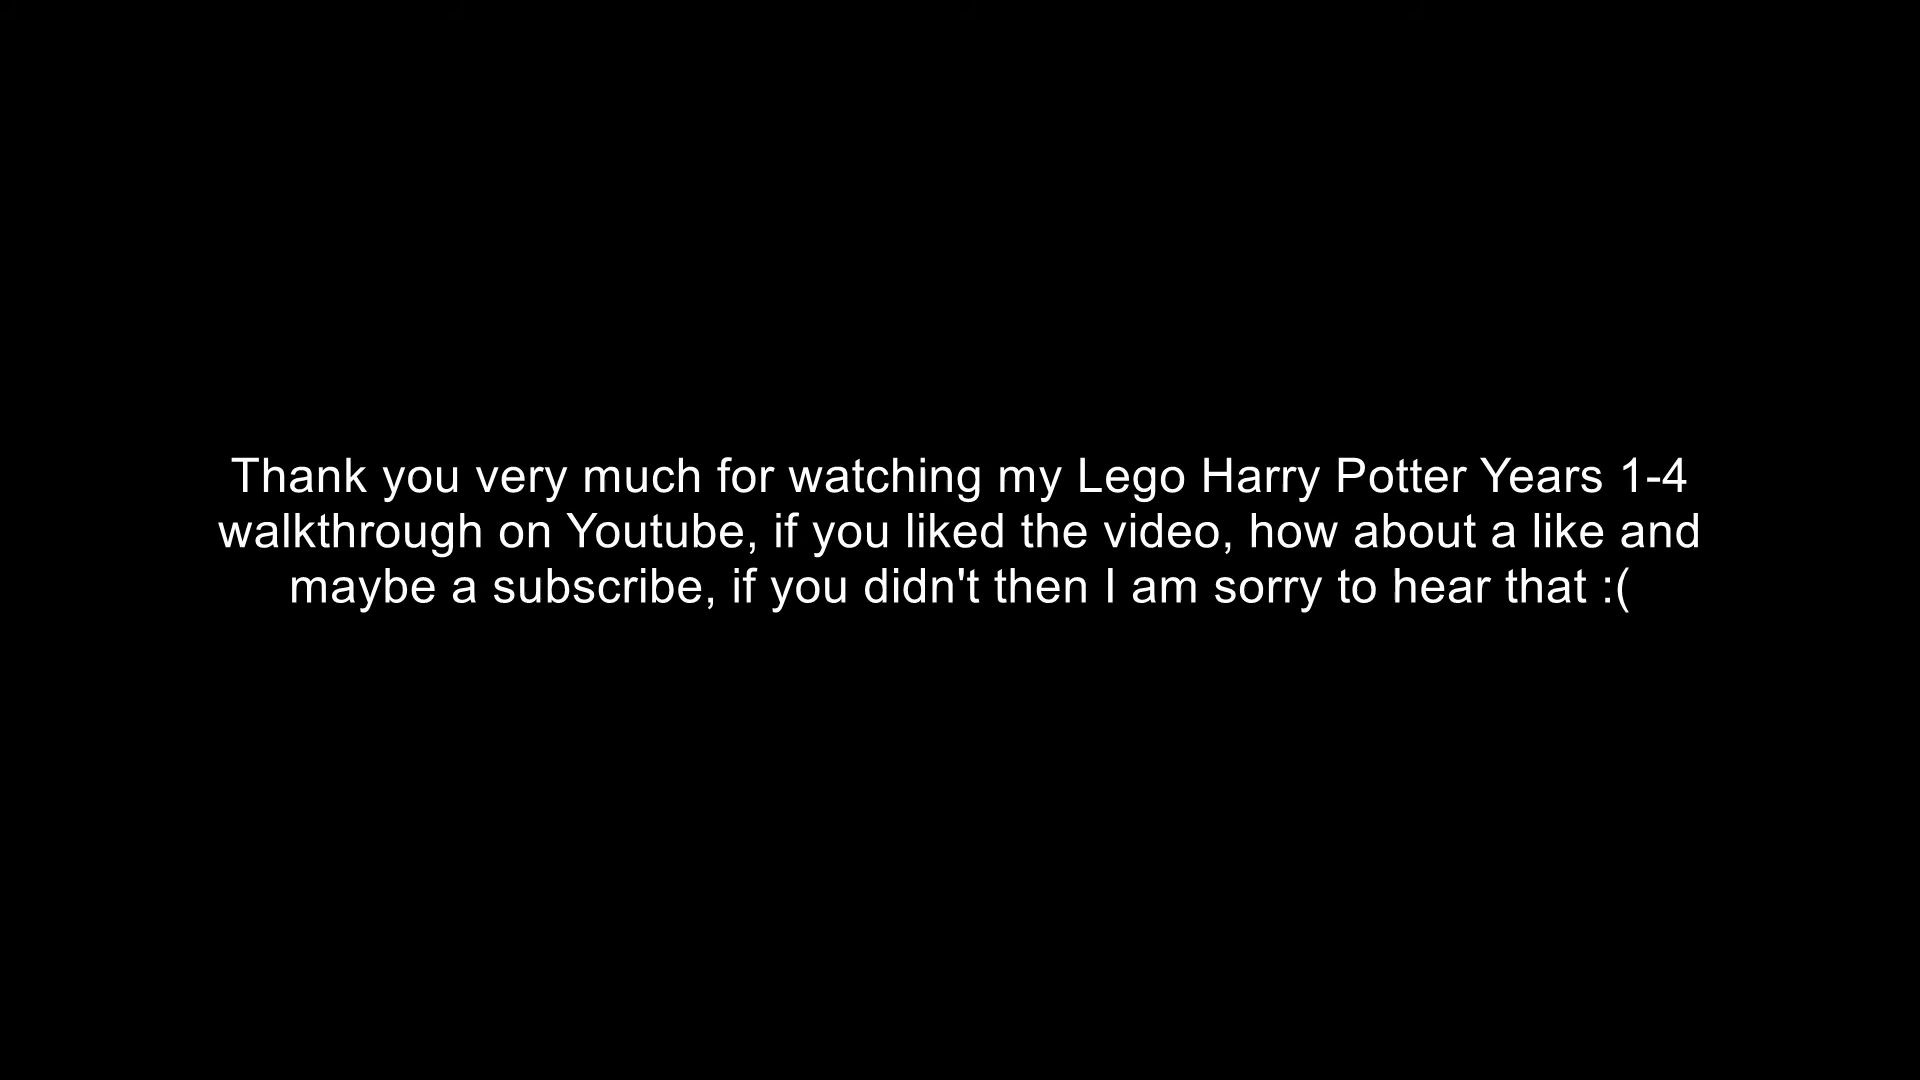 Thank you very much for watching my Lego Harry Potter Years 1-4
walkthrough on Youtube, if you liked the video, how about a like and
maybe a subscribe, if you didn't then I am sorry to hear that :(